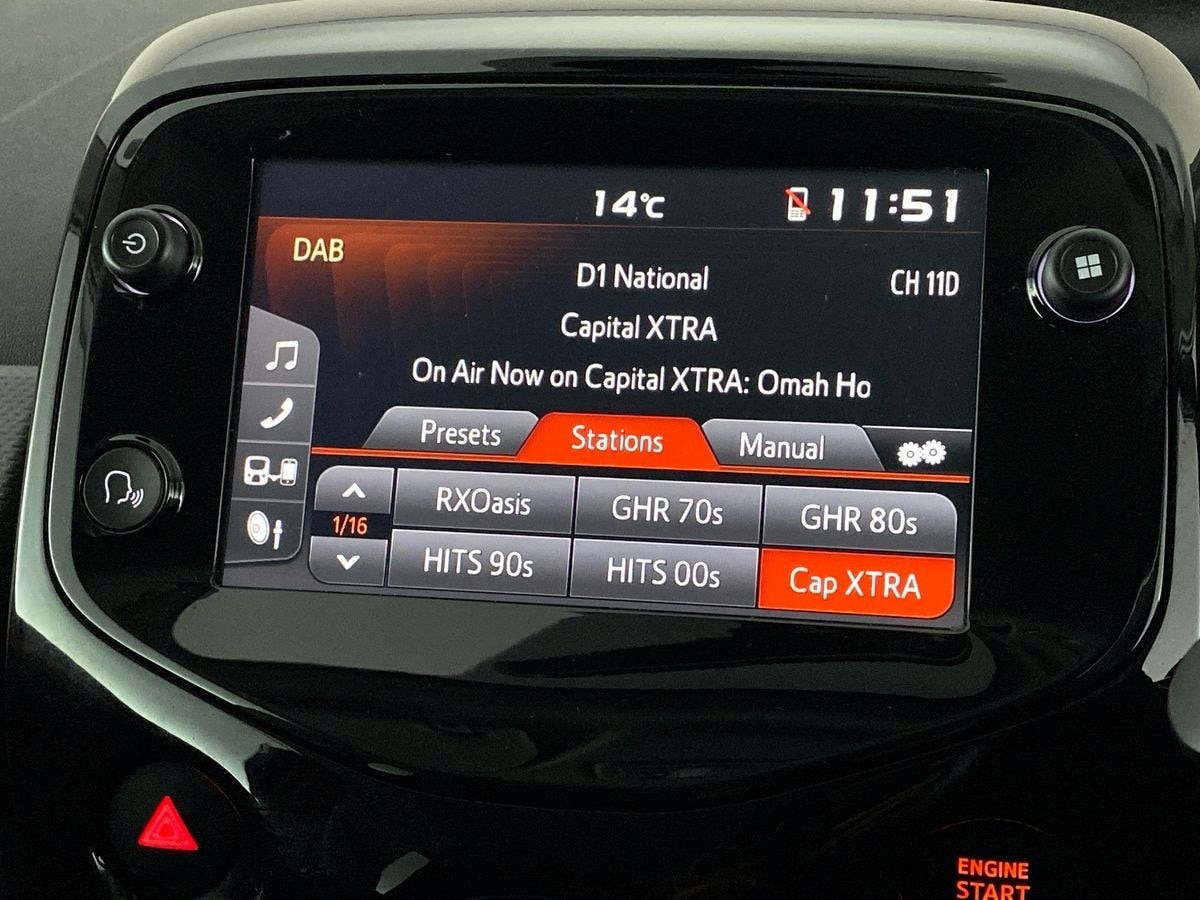 14°C 11:51
DAB
D1 National
CH 11D
Capital XTRA
On Air Now on Capital XTRA: Omah Ho
Presets Stations Manual
RXOasis GHR 70s GHR 80s
1/16
HITS 90s HITS 00s Cap XTRA
ENGINE
START